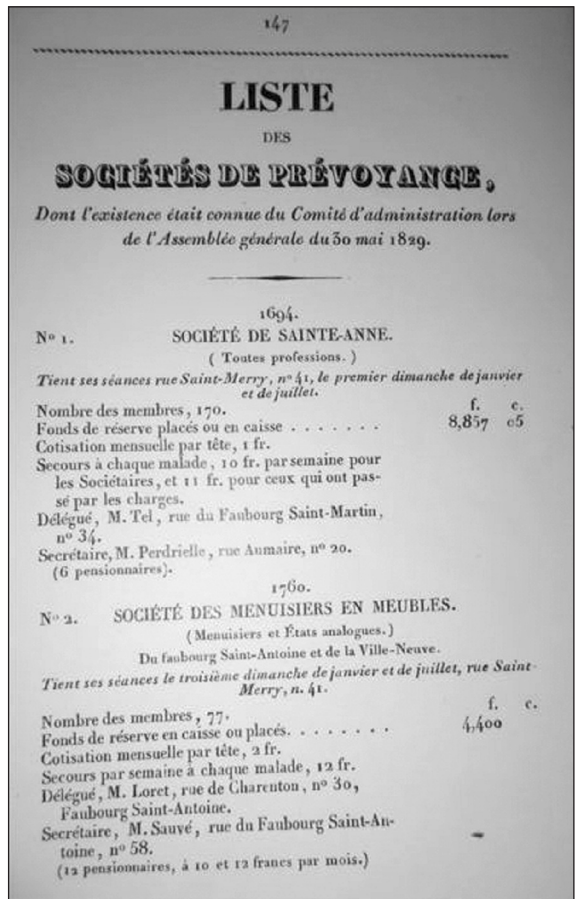 147
LISTE
DES
SOCIÉTÉS DE PRÉVOYANCE,
Dont l'existence était connue du Comité d'administration lors
de l'Assemblée générale du 30 mai 1829.
1694.
No 1. SOCIÉTÉ DE SAINTE-ANNE.
( Toutes professions. )
Tient ses séances rue Saint-Merry, no 41, le premier dimanche de janvier
et de juillet.
Nombre des membres, 170. f. c.
Fonds de réserve placés ou en caisse . . . . . . . 8,857 05
Cotisation mensuelle par tête, 1 fr.
Secours à chaque malade, 10 fr. par semaine pour
les Sociétaires, et 11 fr. pour ceux qui ont pas-
sé par les charges.
Délégué, M. Tel, rue du Faubourg Saint-Martin,
no 34.
Secrétaire, M. Perdrielle, rue Aumaire, no 20.
(6 pensionnaires).
1760.
No 2. SOCIÉTÉ DES MENUISIERS EN MEUBLES.
(Menuisiers et États analogues.)
Du faubourg Saint-Antoine et de la Ville-Neuve.
Tient ses séances le troisième dimanche de janvier et de juillet, rue Saint-
Merry, n. 41.
Nombre des membres, 77. f. c.
Fonds de réserve en caisse ou placés. . . . . . . . 4,400
Cotisation mensuelle par tête, 2 fr.
Secours par semaine à chaque malade, 12 fr.
Délégué, M. Loret, rue de Charenton, no 30,
Faubourg Saint-Antoine.
Secrétaire, M. Sauvé, rue du Faubourg Saint-An-
toine, no 58.
(12 pensionnaires, à 10 et 12 francs par mois.)